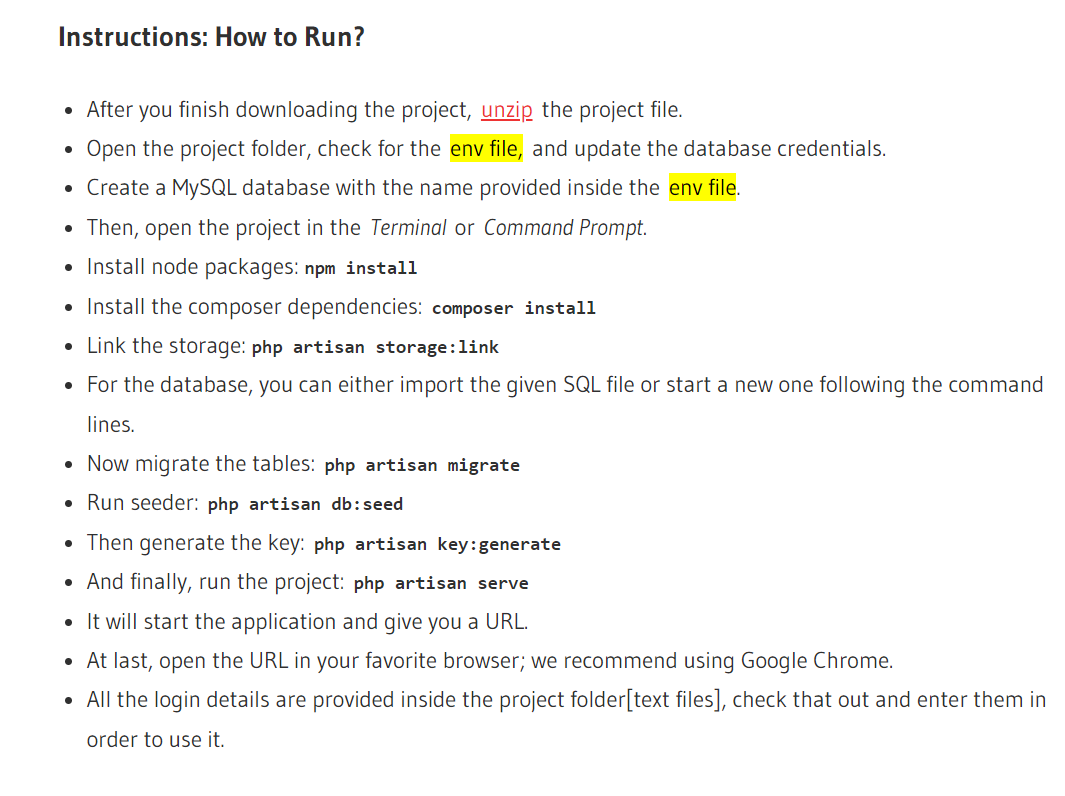 Instructions: How to Run?
• After you finish downloading the project, unzip the project file.
• Open the project folder, check for the env file, and update the database credentials.
• Create a MySQL database with the name provided inside the env file.
• Then, open the project in the Terminal or Command Prompt.
• Install node packages: npm install
• Install the composer dependencies: composer install
• Link the storage: php artisan storage:link
• For the database, you can either import the given SQL file or start a new one following the command
lines.
• Now migrate the tables: php artisan migrate
• Run seeder: php artisan db:seed
• Then generate the key: php artisan key:generate
• And finally, run the project: php artisan serve
• It will start the application and give you a URL.
• At last, open the URL in your favorite browser; we recommend using Google Chrome.
• All the login details are provided inside the project folder[text files], check that out and enter them in
order to use it.